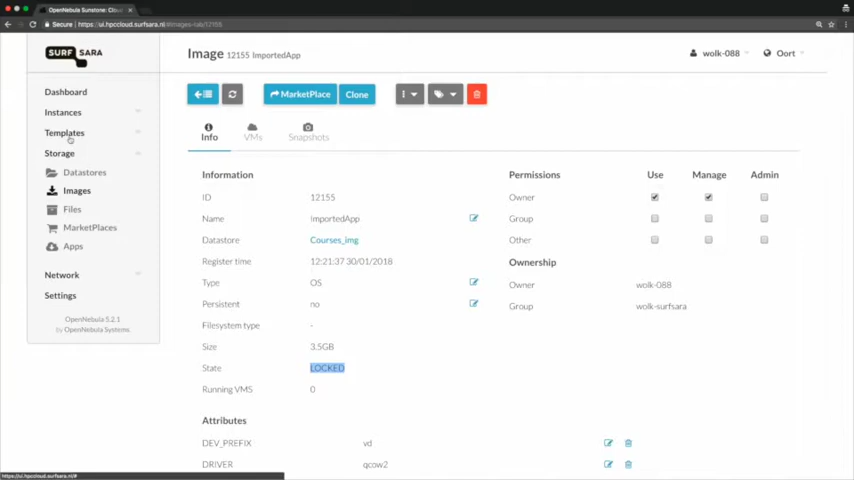 OpenNebula Sunstone: Clou
Secure https://ui.hpccloud.surfsara.nl/#images-tab/12155
SURF SARA
Image 12155 ImportedApp
wolk-088
Oort
Dashboard
Instances
Templates
Storage
Datastores
Images
Files
MarketPlaces
Apps
Network
Settings
OpenNebula 5.2.1
by OpenNebula Systems.
MarketPlace
Clone
Info
VMs
Snapshots
Information
ID 12155
Name ImportedApp
Datastore Courses_img
Register time 12:21:37 30/01/2018
Type OS
Persistent no
Filesystem type -
Size 3.5GB
State LOCKED
Running VMS 0
Permissions Use Manage Admin
Owner
Group
Other
Ownership
Owner wolk-088
Group wolk-surfsara
Attributes
DEV_PREFIX vd
DRIVER qcow2
https://ui.hpccloud.surfsara.nl/#